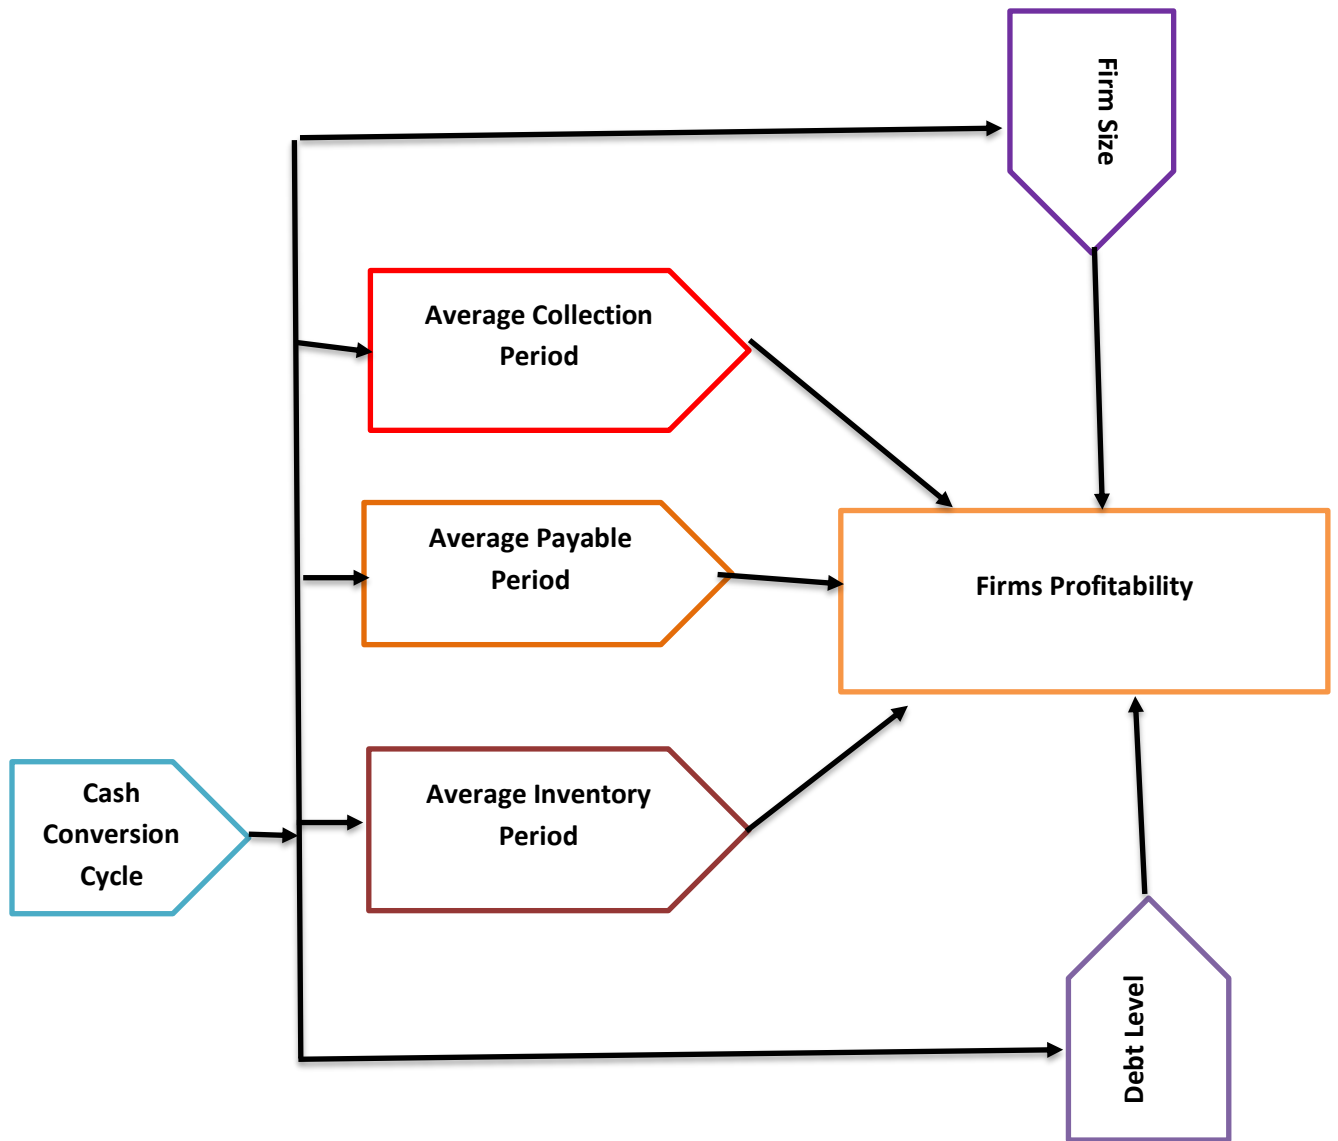 Firm Size
Average Collection
Period
Average Payable
Period
Firms Profitability
Average Inventory
Period
Cash
Conversion
Cycle
Debt Level